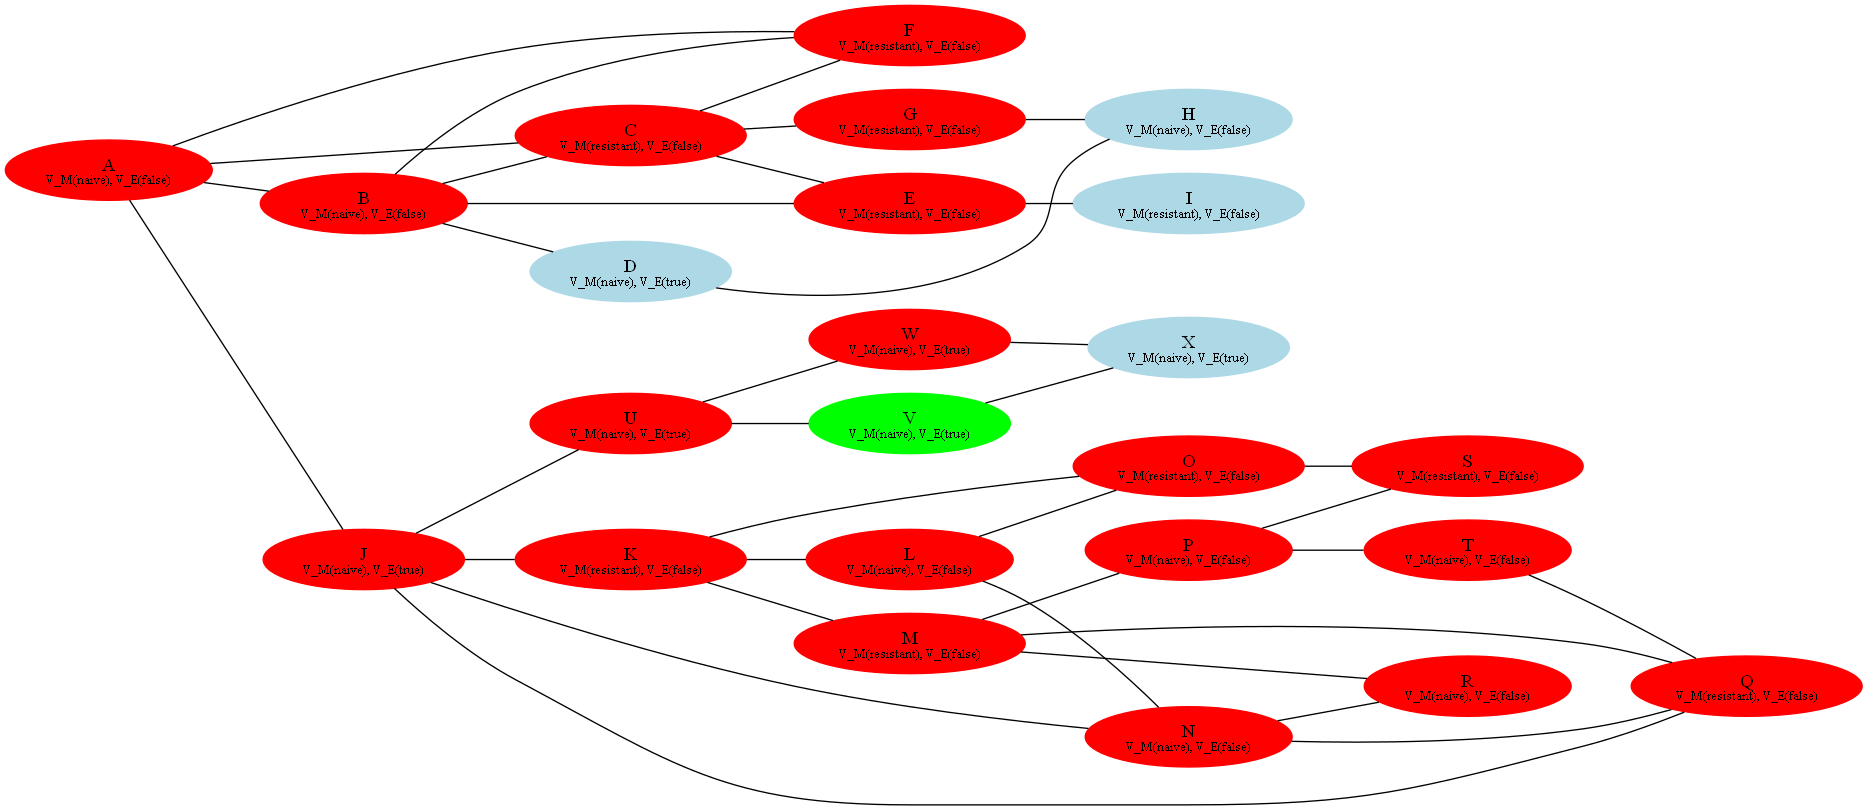 F
V_M(resistant), V_E(false)
G
V_M(resistant), V_E(false)
H
V_M(naive), V_E(false)
C
V_M(resistant), V_E(false)
A
V_M(naive), V_E(false)
B
V_M(naive), V_E(false)
E
V_M(resistant), V_E(false)
I
V_M(resistant), V_E(false)
D
V_M(naive), V_E(true)
W
V_M(naive), V_E(true)
X
V_M(naive), V_E(true)
U
V_M(naive), V_E(true)
V
V_M(naive), V_E(true)
O
V_M(resistant), V_E(false)
S
V_M(resistant), V_E(false)
J
V_M(naive), V_E(true)
K
V_M(resistant), V_E(false)
L
V_M(naive), V_E(false)
P
V_M(naive), V_E(false)
T
V_M(naive), V_E(false)
M
V_M(resistant), V_E(false)
R
V_M(naive), V_E(false)
Q
V_M(resistant), V_E(false)
N
V_M(naive), V_E(false)